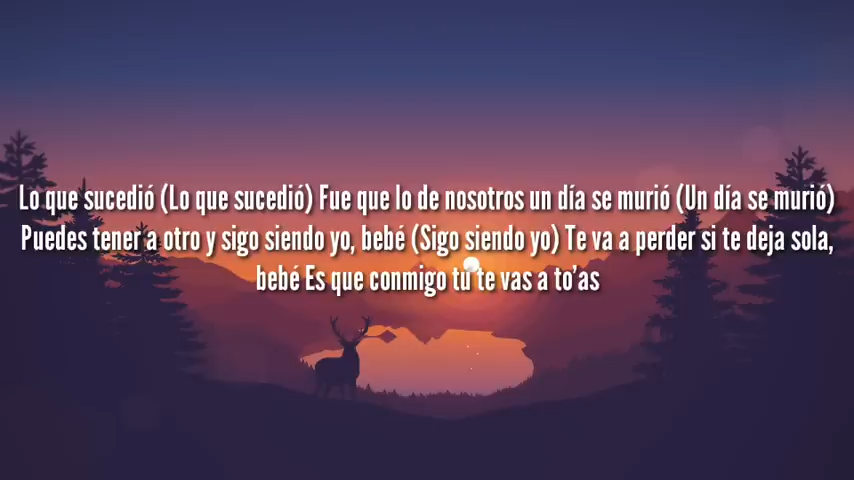 Lo que sucedió (Lo que sucedió) Fue que lo de nosotros un día se murió (Un día se murió)
Puedes tener a otro y sigo siendo yo, bebé (Sigo siendo yo) Te va a perder si te deja sola,
bebé Es que conmigo tú te vas a to'as